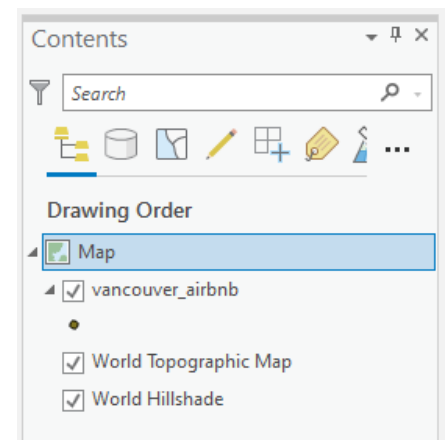 Contents
Search
Drawing Order
Map
vancouver_airbnb
World Topographic Map
World Hillshade